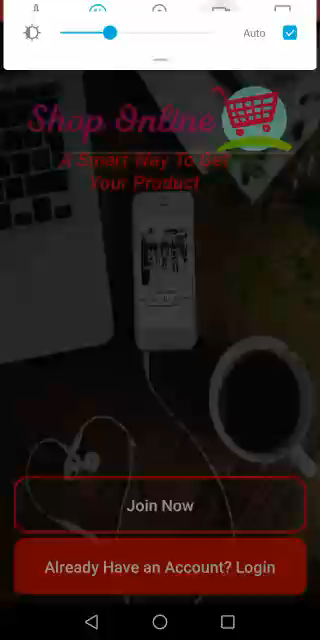 Auto
Shop Online
A Smart Way To Get
Your Product
Join Now
Already Have an Account? Login